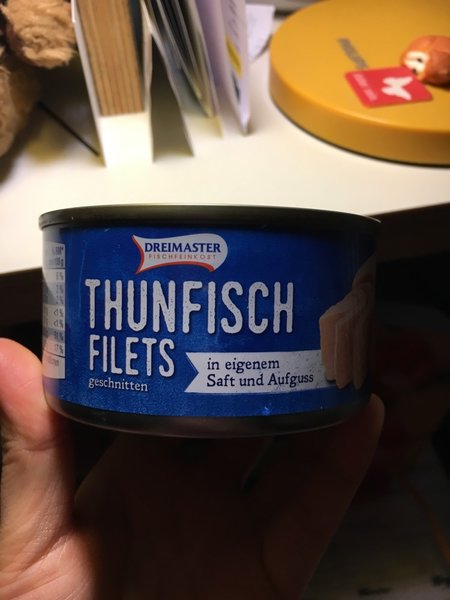 DREIMASTER
FISCHFEINKOST
THUNFISCH
FILETS
geschnitten
in eigenem
Saft und Aufguss